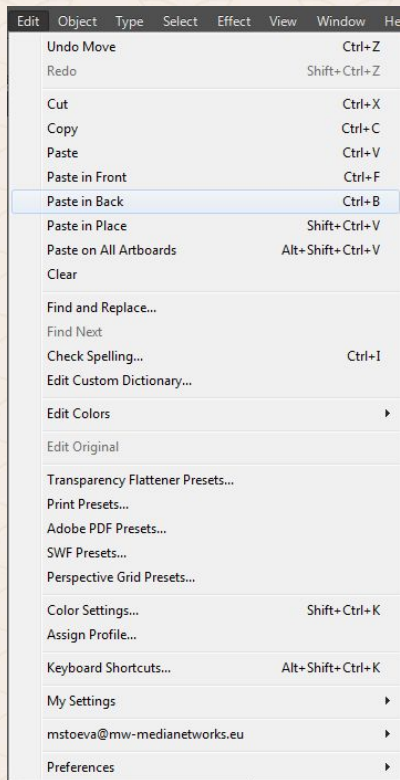 Edit Object Type Select Effect View Window He
Undo Move Ctrl+Z
Redo Shift+Ctrl+Z
Cut Ctrl+X
Copy Ctrl+C
Paste Ctrl+V
Paste in Front Ctrl+F
Paste in Back Ctrl+B
Paste in Place Shift+Ctrl+V
Paste on All Artboards Alt+Shift+Ctrl+V
Clear
Find and Replace...
Find Next
Check Spelling... Ctrl+I
Edit Custom Dictionary...
Edit Colors
Edit Original
Transparency Flattener Presets...
Print Presets...
Adobe PDF Presets...
SWF Presets...
Perspective Grid Presets...
Color Settings... Shift+Ctrl+K
Assign Profile...
Keyboard Shortcuts... Alt+Shift+Ctrl+K
My Settings
mstoeva@mw-medianetworks.eu
Preferences